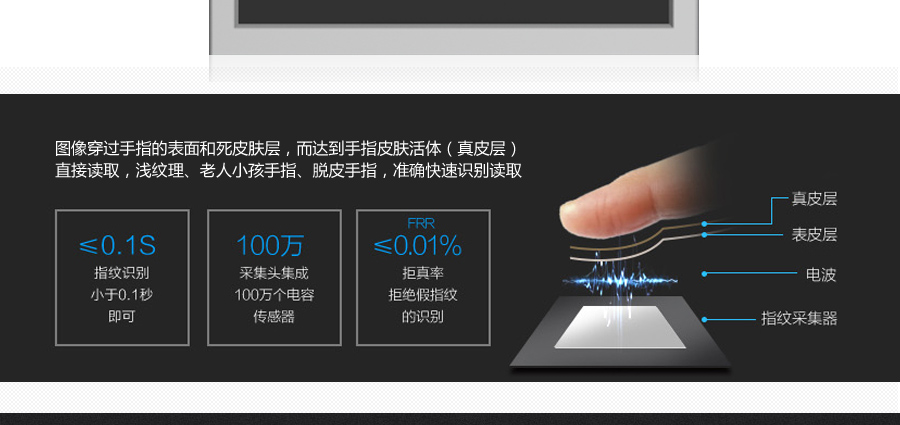 图像穿过手指的表面和死皮肤层，而达到手指皮肤活体（真皮层）
直接读取，浅纹理、老人小孩手指、脱皮手指，准确快速识别读取
≤0.1S
指纹识别
小于0.1秒
即可
100万
采集头集成
100万个电容
传感器
FRR
≤0.01%
拒真率
拒绝假指纹
的识别
真皮层
表皮层
电波
指纹采集器